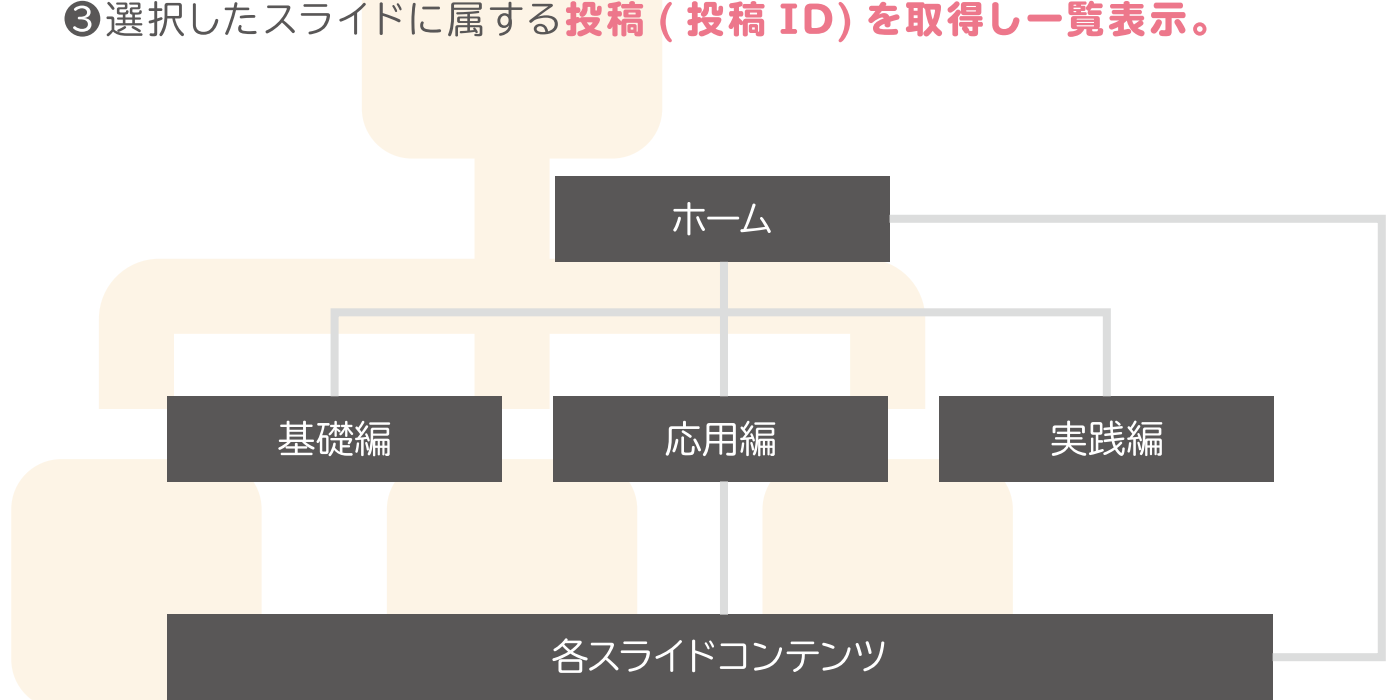 ❸選択したスライドに属する投稿 ( 投稿 ID) を取得し一覧表示。
ホーム
基礎編
応用編
実践編
各スライドコンテンツ